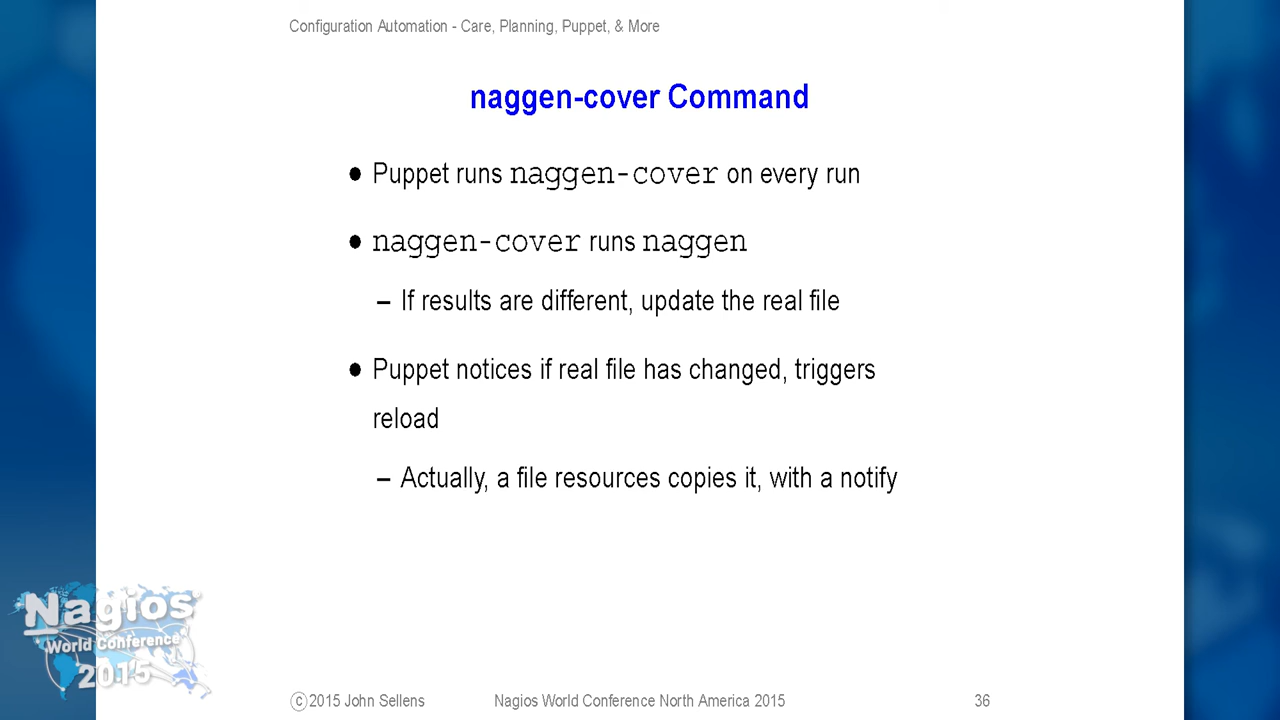 Configuration Automation - Care, Planning, Puppet, & More
naggen-cover Command
● Puppet runs naggen-cover on every run
● naggen-cover runs naggen
– If results are different, update the real file
● Puppet notices if real file has changed, triggers
reload
– Actually, a file resources copies it, with a notify
Nagios
World Conference
2015
©2015 John Sellens
Nagios World Conference North America 2015
36